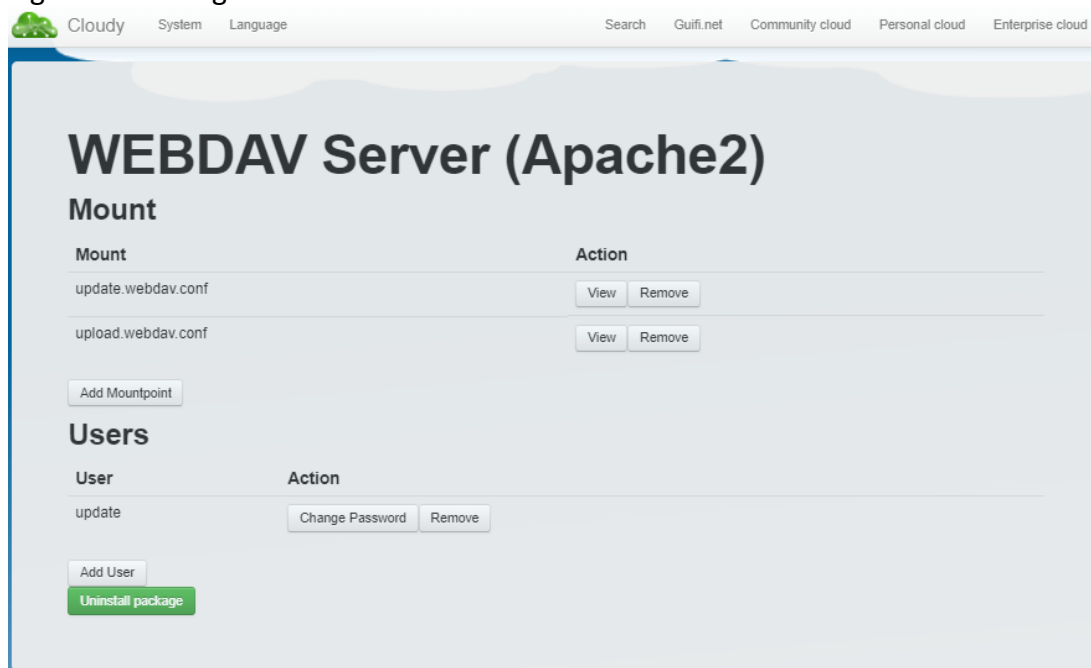 Cloudy System Language Search Guifi.net Community cloud Personal cloud Enterprise cloud
WEBDAV Server (Apache2)
Mount
Mount Action
update.webdav.conf View Remove
upload.webdav.conf View Remove
Add Mountpoint
Users
User Action
update Change Password Remove
Add User
Uninstall package